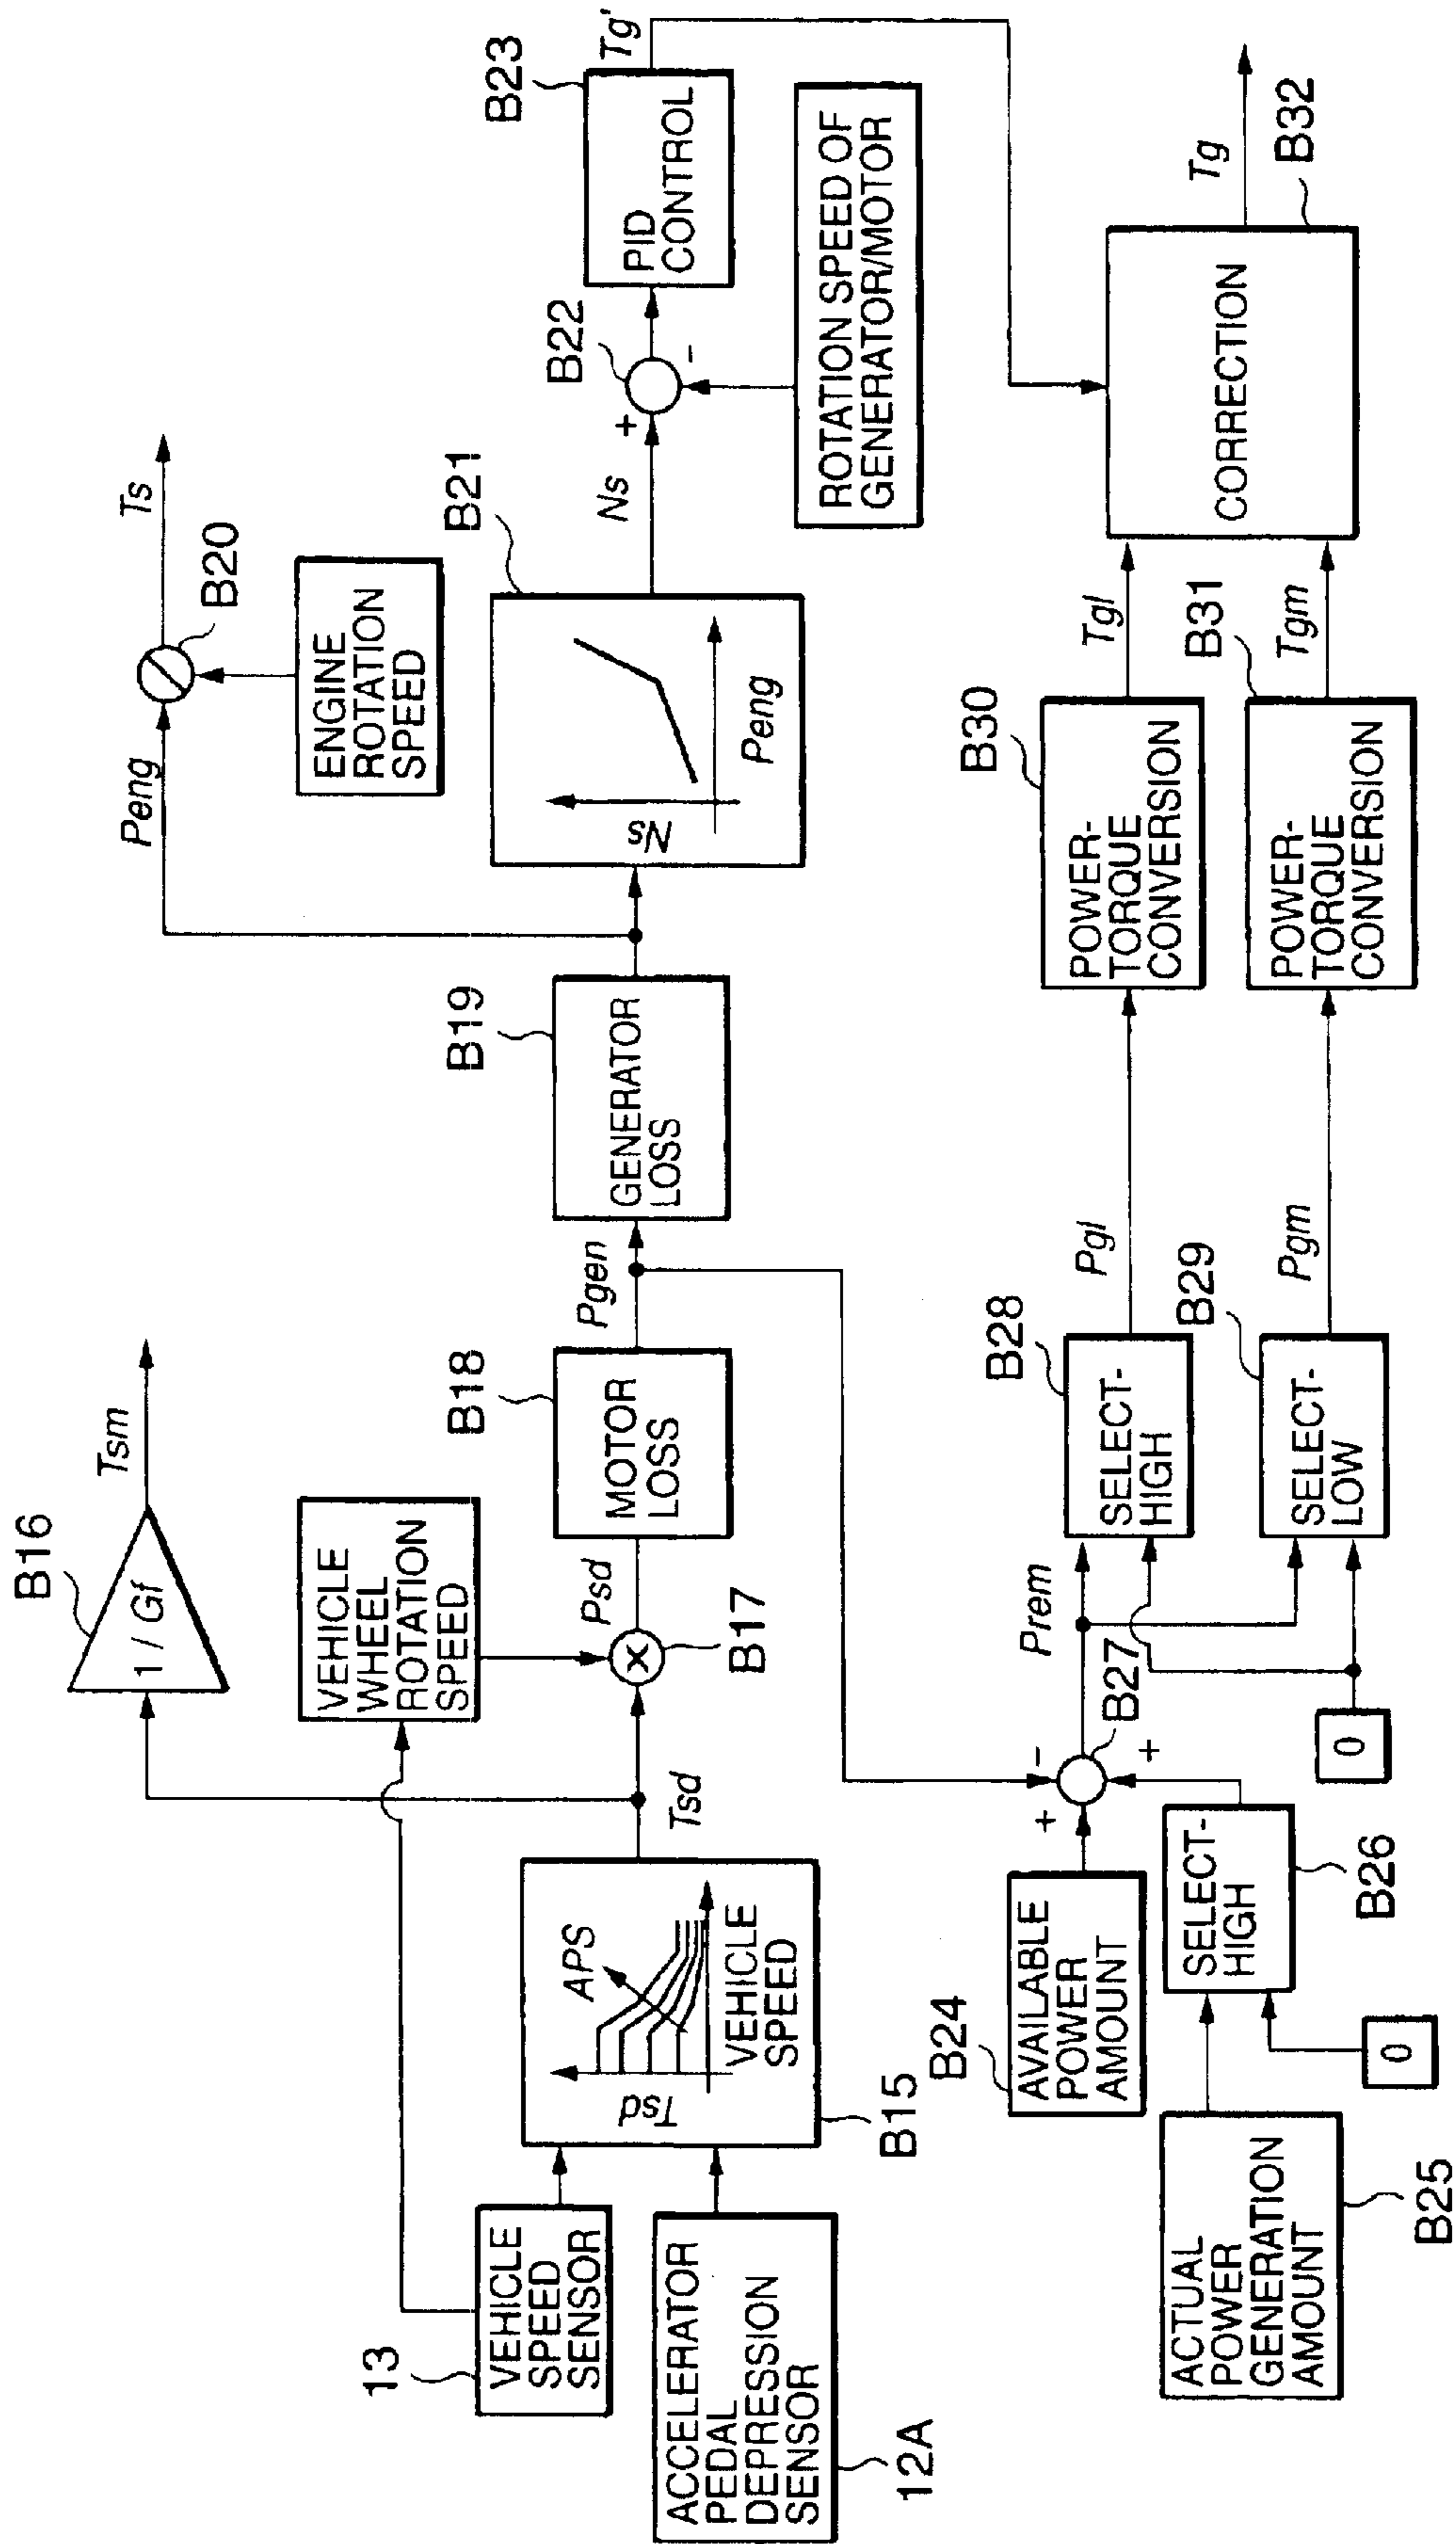 B16
1 / Gf
Tsm
Peng
B20
Ts
VEHICLE
WHEEL
ROTATION
SPEED
ENGINE
ROTATION
SPEED
13
VEHICLE
SPEED
SENSOR
ACCELERATOR
PEDAL
DEPRESSION
SENSOR
12A
Tsd
APS
VEHICLE
SPEED
B15
Tsd
Psd
B17
x
B18
MOTOR
LOSS
Pgen
B19
GENERATOR
LOSS
B21
Ns
Peng
Ns
+
-
B22
B23
PID
CONTROL
Tg'
ROTATION SPEED OF
GENERATOR/MOTOR
B24
AVAILABLE
POWER
AMOUNT
ACTUAL
POWER
GENERATION
AMOUNT
B25
0
SELECT-
HIGH
B26
+
-
+
B27
Prem
0
B28
SELECT-
HIGH
Pgl
B29
SELECT-
LOW
Pgm
B30
POWER-
TORQUE
CONVERSION
Tgl
B31
POWER-
TORQUE
CONVERSION
Tgm
CORRECTION
B32
Tg